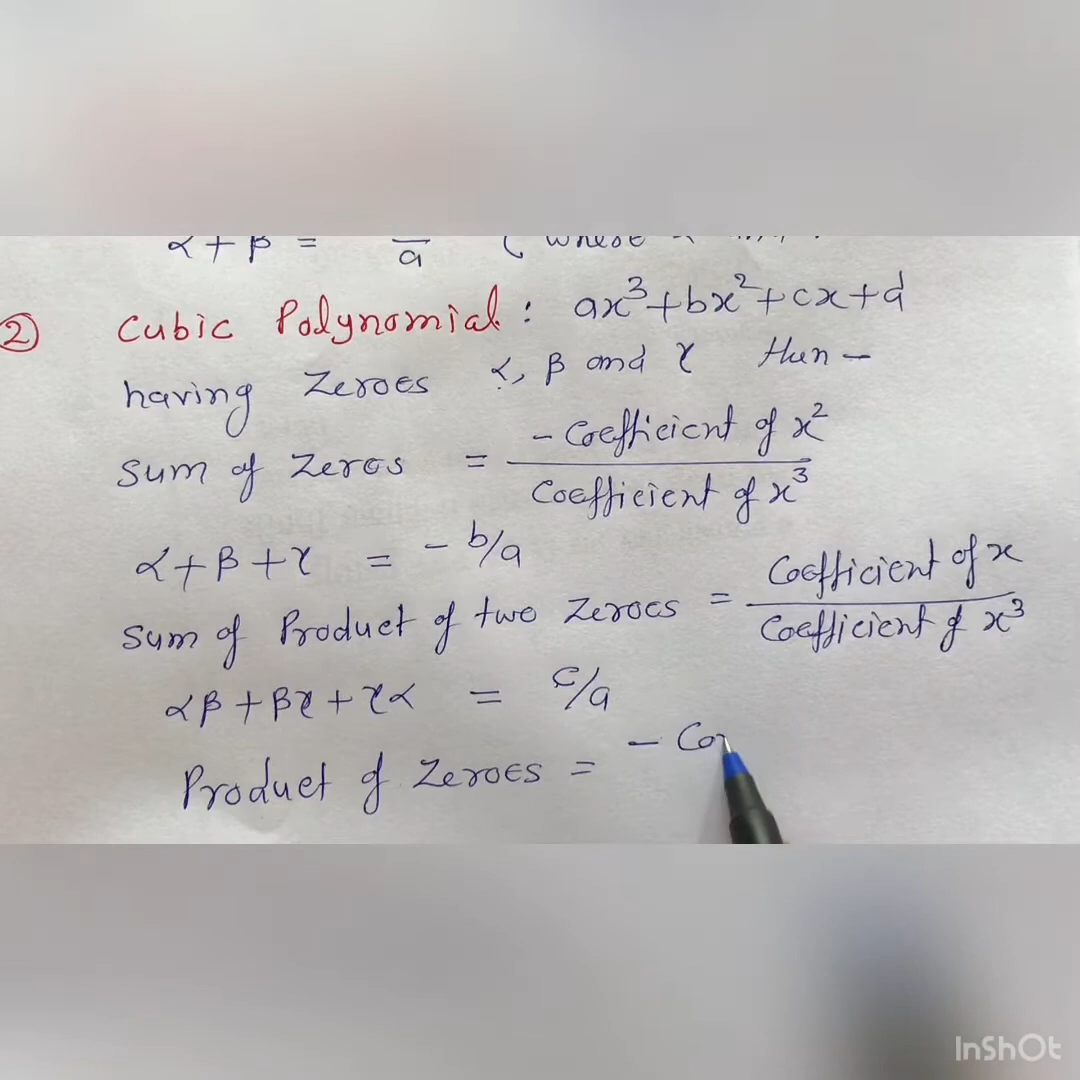 α + β = a ( where
② Cubic Polynomial : ax³+bx²+cx+d
having zeroes α, β and γ then –
sum of zeros = - Coefficient of x² / Coefficient of x³
α+β+γ = - b/a
sum of Product of two zeroes = Coefficient of x / Coefficient of x³
αβ+βγ+γα = c/a
Product of zeroes = - Co
InShOt